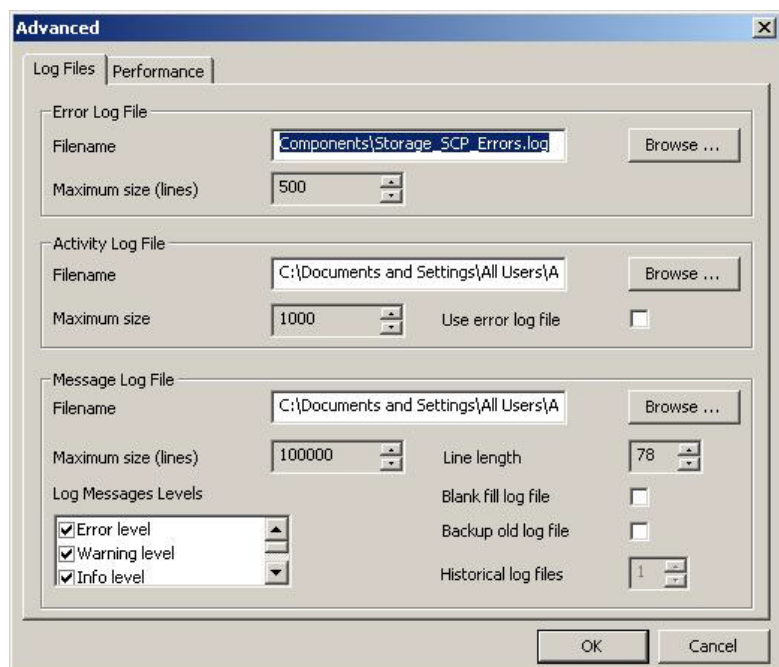 Advanced
Log Files Performance
Error Log File
Filename Components\Storage_SCP_Errors.log Browse ...
Maximum size (lines) 500
Activity Log File
Filename C:\Documents and Settings\All Users\A Browse ...
Maximum size 1000 Use error log file
Message Log File
Filename C:\Documents and Settings\All Users\A Browse ...
Maximum size (lines) 100000 Line length 78
Log Messages Levels Blank fill log file
Error level Backup old log file
Warning level
Info level Historical log files 1
OK Cancel